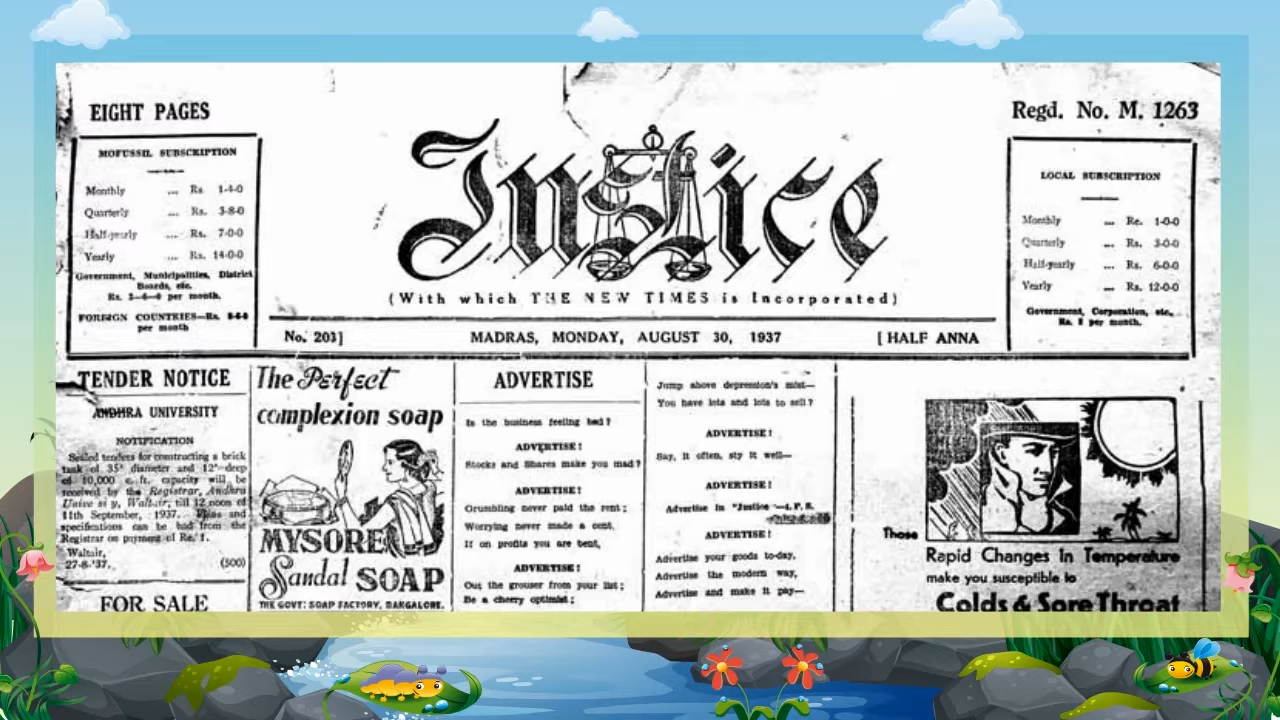 EIGHT PAGES
Regd. No. M. 1263
MOFUSSIL SUBSCRIPTION
Monthly ... Rs. 1-4-0
Quarterly ... Rs. 3-8-0
Half-yearly ... Rs. 7-0-0
Yearly ... Rs. 14-0-0
Government, Municipalities, District
Boards, etc.
per month.
FOREIGN COUNTRIES—Rs.
per month
Justice
(With which THE NEW TIMES is Incorporated)
LOCAL SUBSCRIPTION
Monthly ... Re. 1-0-0
Quarterly ... Rs. 3-0-0
Half-yearly ... Rs. 6-0-0
Yearly ... Rs. 12-0-0
Government, Corporation, etc.,
per month.
No. 203] MADRAS, MONDAY, AUGUST 30, 1937 [ HALF ANNA
TENDER NOTICE
ANDHRA UNIVERSITY
NOTIFICATION
Sealed tenders for constructing a brick
tank of 35' diameter and 12' deep
of 10,000 c. ft. capacity will be
received by the Registrar, Andhra
Waltair, till 12 noon of
11th September, 1937. Plans and
specifications can be had from the
Registrar on payment of Re. 1.
Waltair,
27-8-'37. (500)
FOR SALE
The Perfect
complexion soap
MYSORE
Sandal SOAP
THE GOVT: SOAP FACTORY, BANGALORE.
ADVERTISE
Is the business feeling bad?
ADVERTISE!
Stocks and Shares make you mad?
ADVERTISE!
Grumbling never paid the rent;
Worrying never made a cent,
If on profits you are bent,
ADVERTISE!
Out the grouser from your list;
Be a cheery optimist;
Jump above depression's mist—
You have lots and lots to sell?
ADVERTISE!
Say, it often, sty it well—
ADVERTISE!
Advertise in "Justice"
ADVERTISE!
Advertise your goods to-day,
Advertise the modern way,
Advertise and make it pay—
Those
Rapid Changes in Temperature
make you susceptible to
Colds & Sore Throat